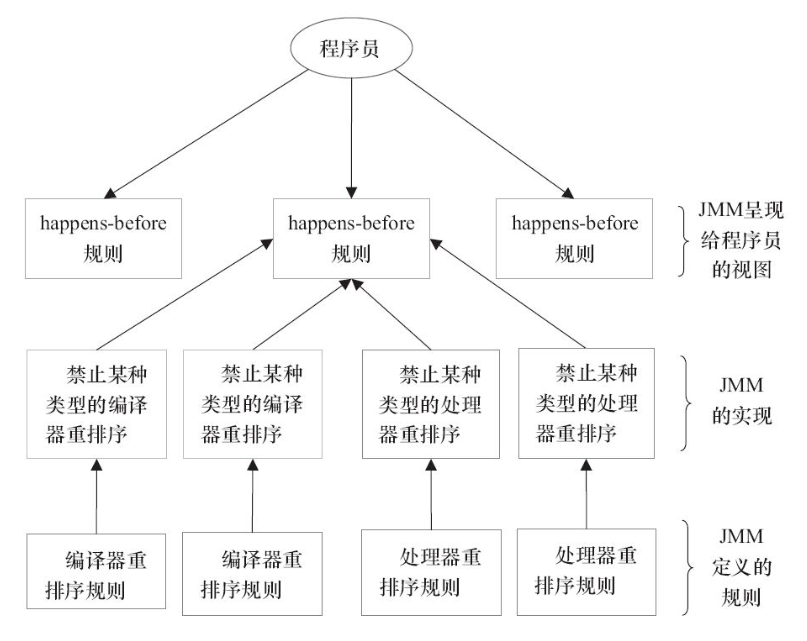 程序员
happens-before
规则
happens-before
规则
happens-before
规则
JMM呈现
给程序员
的视图
禁止某种
类型的编译
器重排序
禁止某种
类型的编译
器重排序
禁止某种
类型的处理
器重排序
禁止某种
类型的处理
器重排序
JMM
的实现
编译器重
排序规则
编译器重
排序规则
处理器重
排序规则
处理器重
排序规则
JMM
定义的
规则